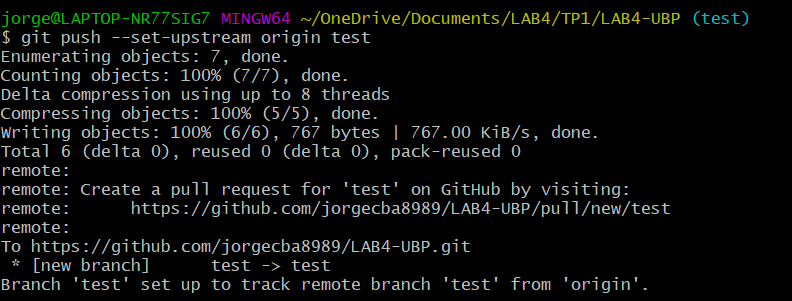 jorge@LAPTOP-NR77SIG7 MINGW64 ~/OneDrive/Documents/LAB4/TP1/LAB4-UBP (test)
$ git push --set-upstream origin test
Enumerating objects: 7, done.
Counting objects: 100% (7/7), done.
Delta compression using up to 8 threads
Compressing objects: 100% (5/5), done.
Writing objects: 100% (6/6), 767 bytes | 767.00 KiB/s, done.
Total 6 (delta 0), reused 0 (delta 0), pack-reused 0
remote:
remote: Create a pull request for 'test' on GitHub by visiting:
remote:      https://github.com/jorgecba8989/LAB4-UBP/pull/new/test
remote:
To https://github.com/jorgecba8989/LAB4-UBP.git
 * [new branch]      test -> test
Branch 'test' set up to track remote branch 'test' from 'origin'.